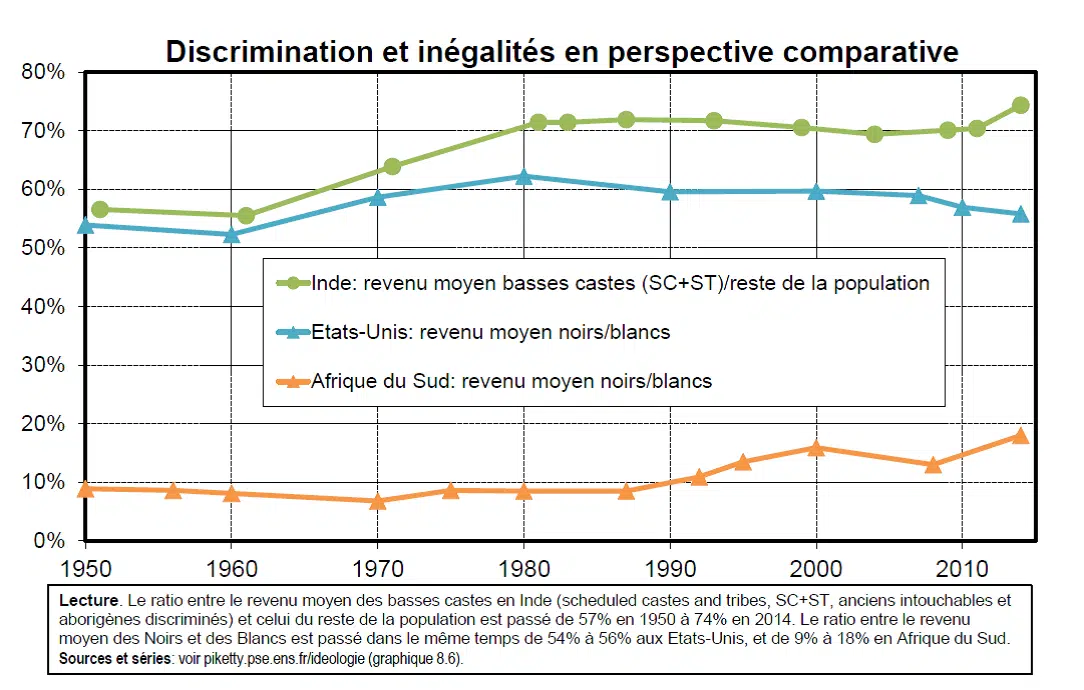 Discrimination et inégalités en perspective comparative
80%
70%
60%
50%
40%
30%
20%
10%
0%
Inde: revenu moyen basses castes (SC+ST)/reste de la population
Etats-Unis: revenu moyen noirs/blancs
Afrique du Sud: revenu moyen noirs/blancs
1950 1960 1970 1980 1990 2000 2010
Lecture. Le ratio entre le revenu moyen des basses castes en Inde (scheduled castes and tribes, SC+ST, anciens intouchables et
aborigènes discriminés) et celui du reste de la population est passé de 57% en 1950 à 74% en 2014. Le ratio entre le revenu
moyen des Noirs et des Blancs est passé dans le même temps de 54% à 56% aux Etats-Unis, et de 9% à 18% en Afrique du Sud.
Sources et séries: voir piketty.pse.ens.fr/ideologie (graphique 8.6).